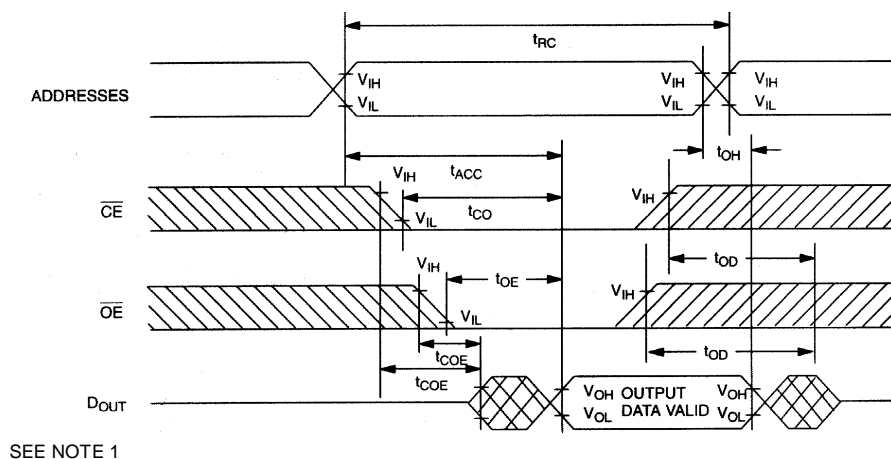 tRC
ADDRESSES
VIH
VIL
VIH
VIL
VIH
VIL
tOH
tACC
CE
VIH
VIL
tCO
VIH
tOD
OE
VIH
VIL
tOE
VIH
tOD
tCOE
tCOE
DOUT
VOH OUTPUT VOH
VOL DATA VALID VOL
SEE NOTE 1